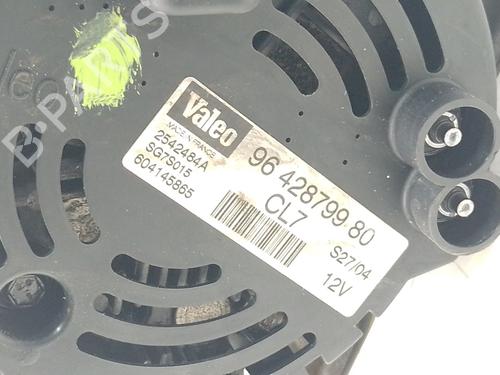 B-PARTS
Valeo
MADE IN FRANCE
2542484A
SG7S015
604145865
96 428799 80
CL7
S27/04
12V